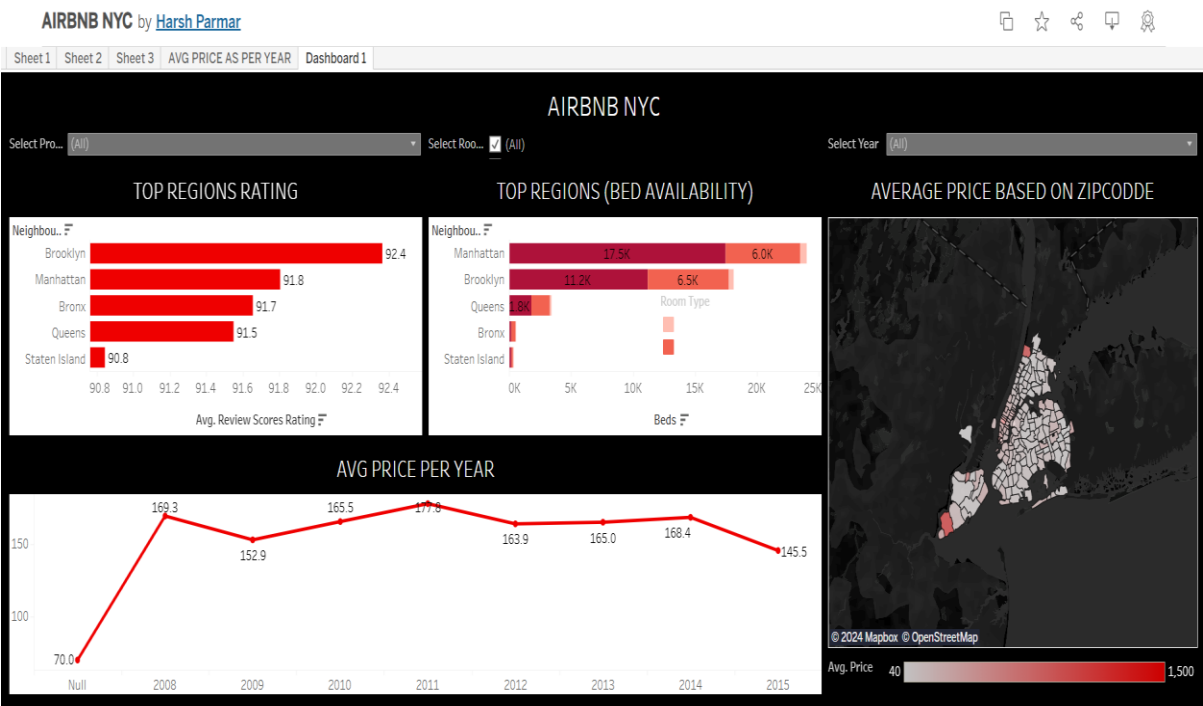 AIRBNB NYC by Harsh Parmar
Sheet 1 Sheet 2 Sheet 3 AVG PRICE AS PER YEAR Dashboard 1
AIRBNB NYC
Select Pro... (All) Select Roo... (All) Select Year (All)
TOP REGIONS RATING
Neighbou..
Brooklyn 92.4
Manhattan 91.8
Bronx 91.7
Queens 91.5
Staten Island 90.8
90.8 91.0 91.2 91.4 91.6 91.8 92.0 92.2 92.4
Avg. Review Scores Rating
TOP REGIONS (BED AVAILABILITY)
Neighbou..
Manhattan 17.5K 6.0K
Brooklyn 11.2K 6.5K
Queens 1.8K
Room Type
Bronx
Staten Island
0K 5K 10K 15K 20K 25K
Beds
AVERAGE PRICE BASED ON ZIPCODDE
© 2024 Mapbox © OpenStreetMap
Avg. Price 40 1,500
AVG PRICE PER YEAR
150
100
70.0 169.3 152.9 165.5 177.8 163.9 165.0 168.4 145.5
Null 2008 2009 2010 2011 2012 2013 2014 2015